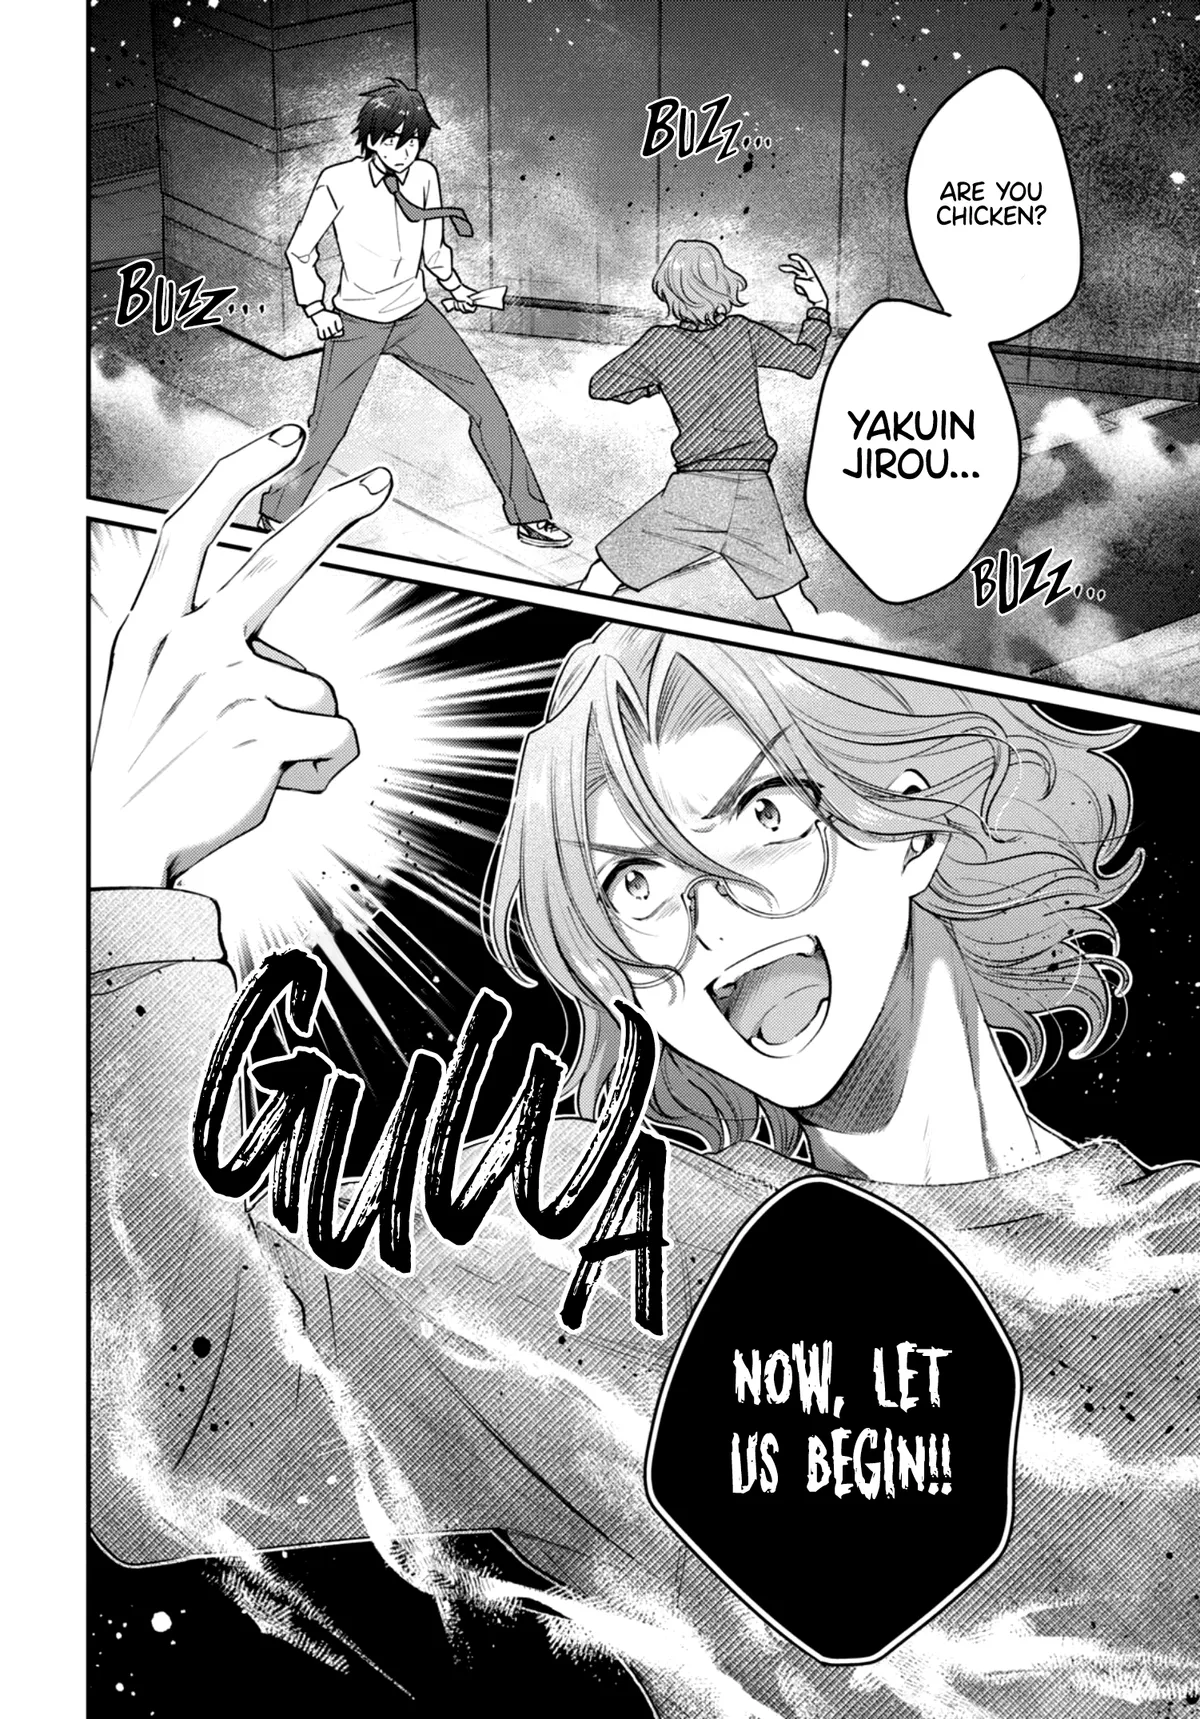 ARE YOU
CHICKEN?
BUZZ...
YAKUIN
JIROU...
BUZZ...
BUZZ...
GUWA
NOW, LET
US BEGIN!!